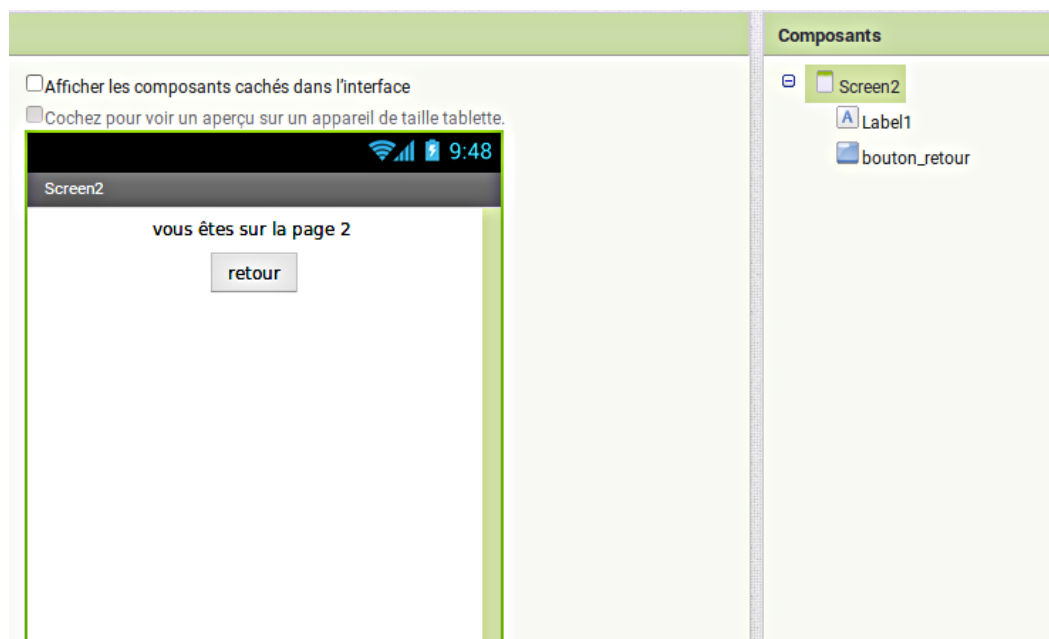 Composants
Afficher les composants cachés dans l'interface
Cochez pour voir un aperçu sur un appareil de taille tablette.
9:48
Screen2
vous êtes sur la page 2
retour
Screen2
A
Label1
bouton_retour